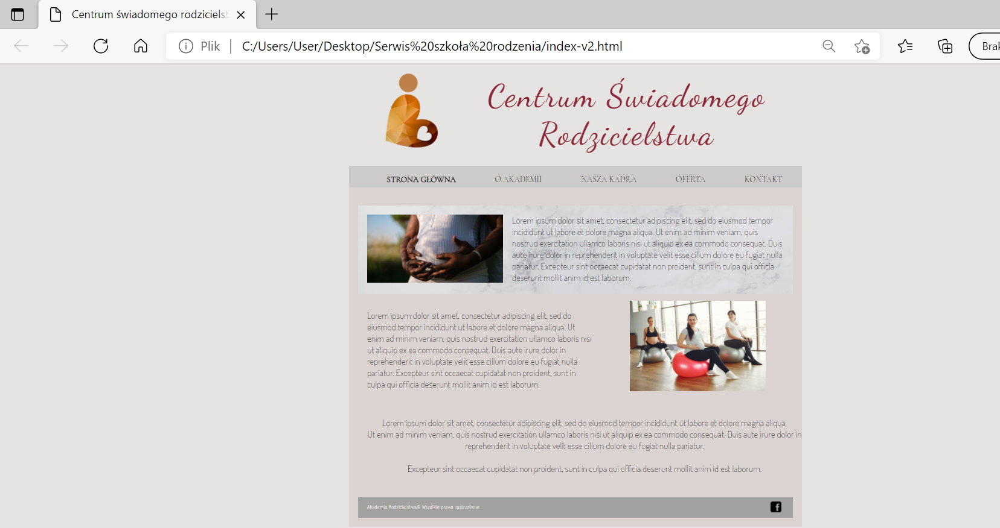 Centrum świadomego rodzicielst
Plik
C:/Users/User/Desktop/Serwis%20szkoła%20rodzenia/index-v2.html
Brak
Centrum Świadomego
Rodzicielstwa
STRONA GŁÓWNA O AKADEMII NASZA KADRA OFERTA KONTAKT
Lorem ipsum dolor sit amet, consectetur adipiscing elit, sed do eiusmod tempor
incididunt ut labore et dolore magna aliqua. Ut enim ad minim veniam, quis
nostrud exercitation ullamco laboris nisi ut aliquip ex ea commodo consequat. Duis
aute irure dolor in reprehenderit in voluptate velit esse cillum dolore eu fugiat nulla
pariatur. Excepteur sint occaecat cupidatat non proident, sunt in culpa qui officia
deserunt mollit anim id est laborum.
Lorem ipsum dolor sit amet, consectetur adipiscing elit, sed do
eiusmod tempor incididunt ut labore et dolore magna aliqua. Ut
enim ad minim veniam, quis nostrud exercitation ullamco laboris nisi
ut aliquip ex ea commodo consequat. Duis aute irure dolor in
reprehenderit in voluptate velit esse cillum dolore eu fugiat nulla
pariatur. Excepteur sint occaecat cupidatat non proident, sunt in
culpa qui officia deserunt mollit anim id est laborum.
Lorem ipsum dolor sit amet, consectetur adipiscing elit, sed do eiusmod tempor incididunt ut labore et dolore magna aliqua.
Ut enim ad minim veniam, quis nostrud exercitation ullamco laboris nisi ut aliquip ex ea commodo consequat. Duis aute irure dolor in
reprehenderit in voluptate velit esse cillum dolore eu fugiat nulla pariatur.
Excepteur sint occaecat cupidatat non proident, sunt in culpa qui officia deserunt mollit anim id est laborum.
Akademia Rodzicielstwa© Wszelkie prawa zastrzeżone